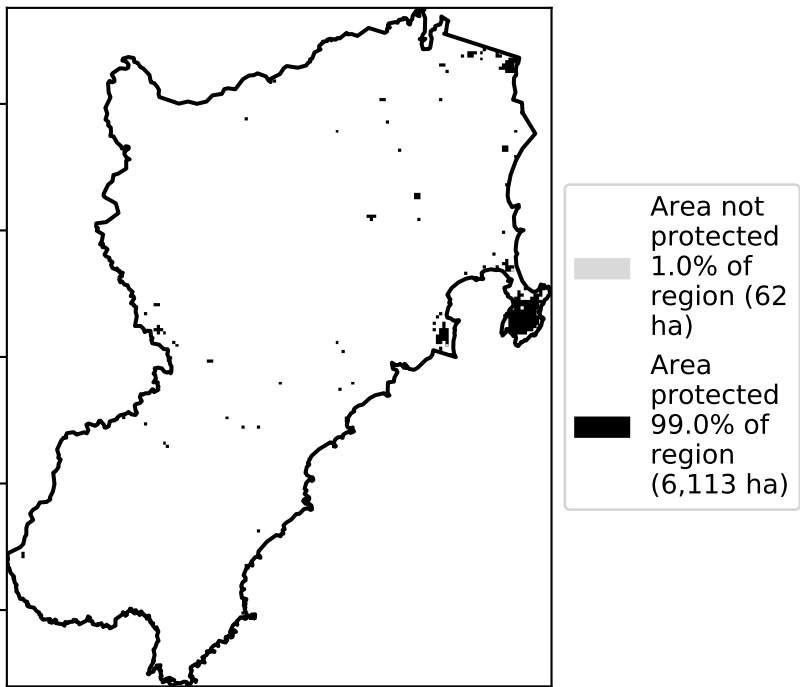 Area not
protected
1.0% of
region (62
ha)
Area
protected
99.0% of
region
(6,113 ha)